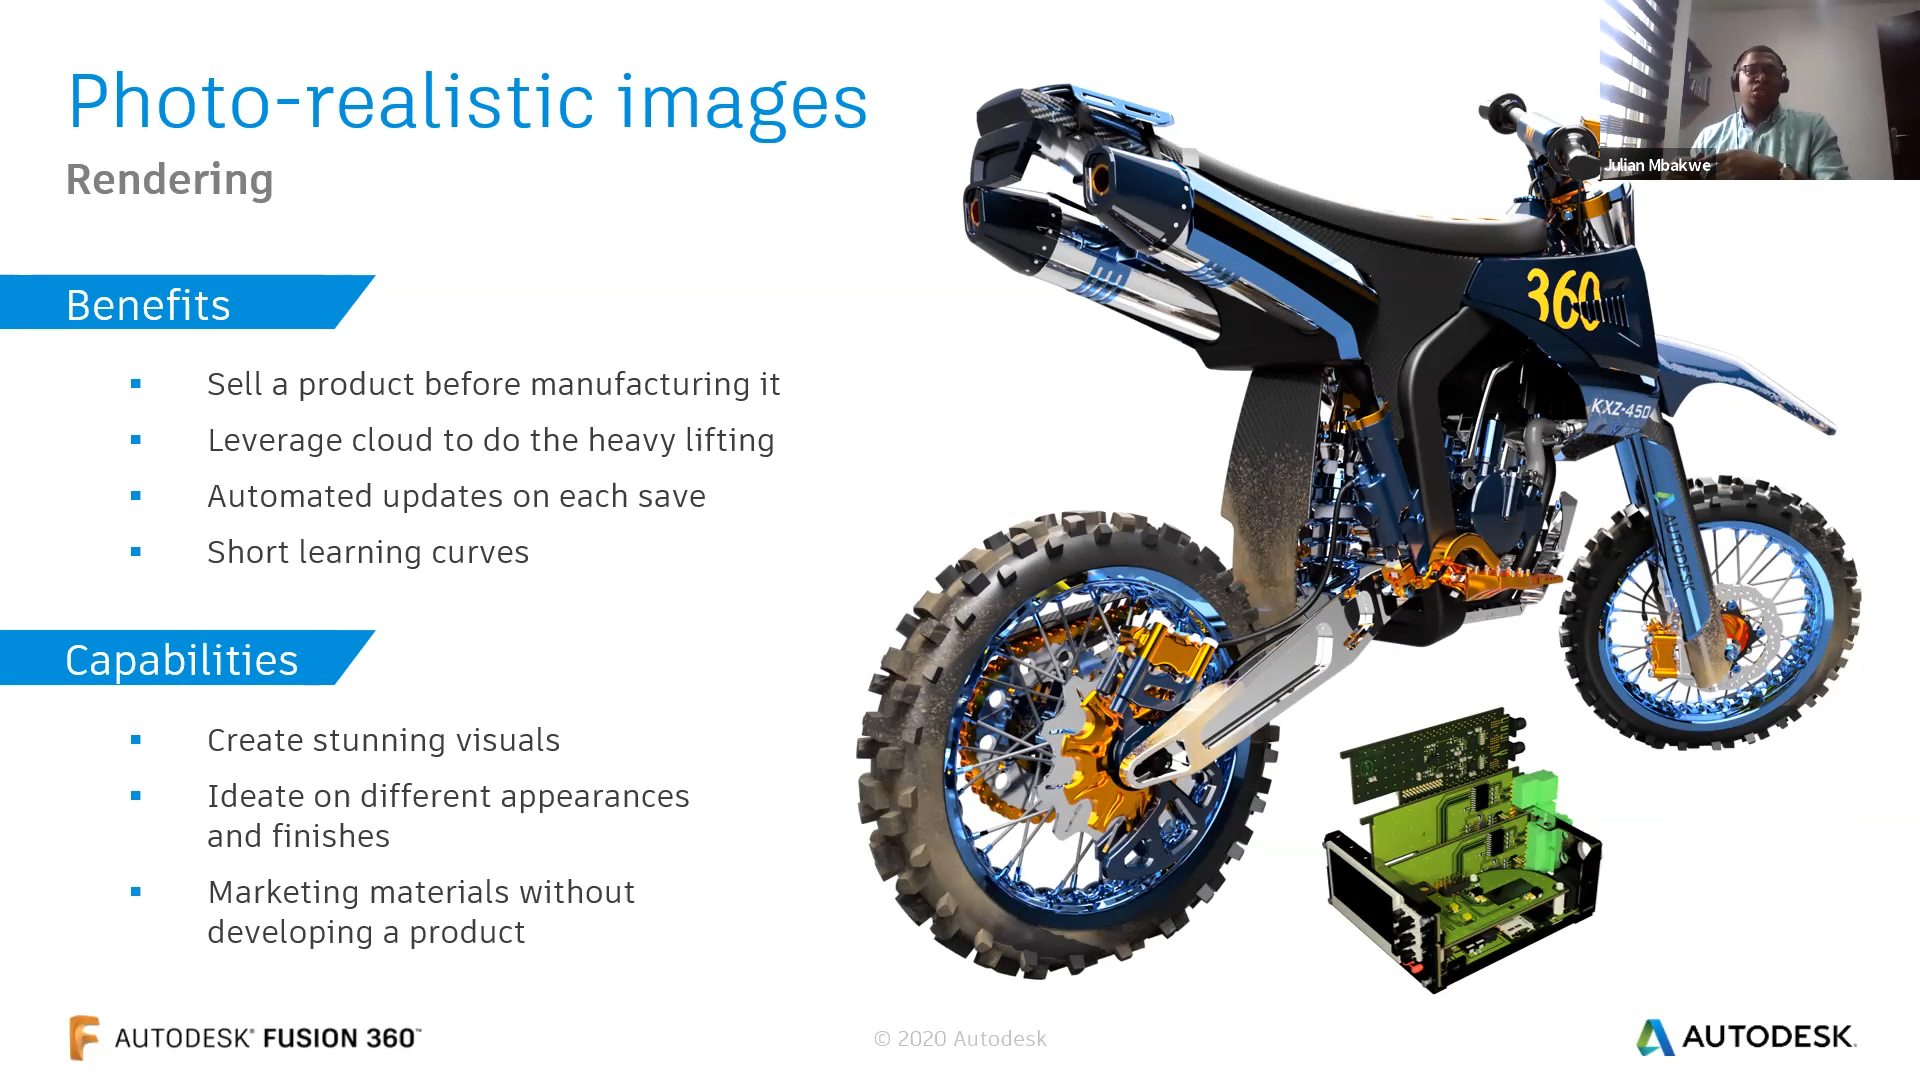 Photo-realistic images
Rendering
Benefits
▪ Sell a product before manufacturing it
▪ Leverage cloud to do the heavy lifting
▪ Automated updates on each save
▪ Short learning curves
Capabilities
▪ Create stunning visuals
▪ Ideate on different appearances
and finishes
▪ Marketing materials without
developing a product
Julian Mbakwe
360
KXZ-450
AUTODESK
AUTODESK® FUSION 360™
© 2020 Autodesk
AUTODESK.